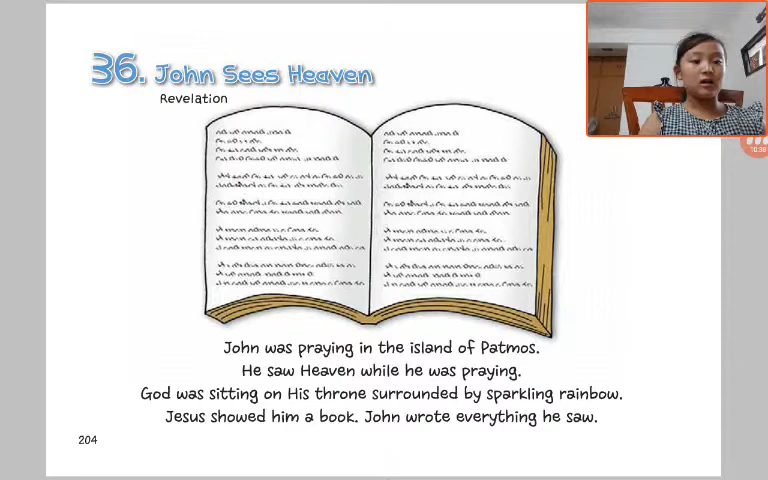 36. John Sees Heaven
Revelation
John was praying in the island of Patmos.
He saw Heaven while he was praying.
God was sitting on His throne surrounded by sparkling rainbow.
Jesus showed him a book. John wrote everything he saw.
204
10:38